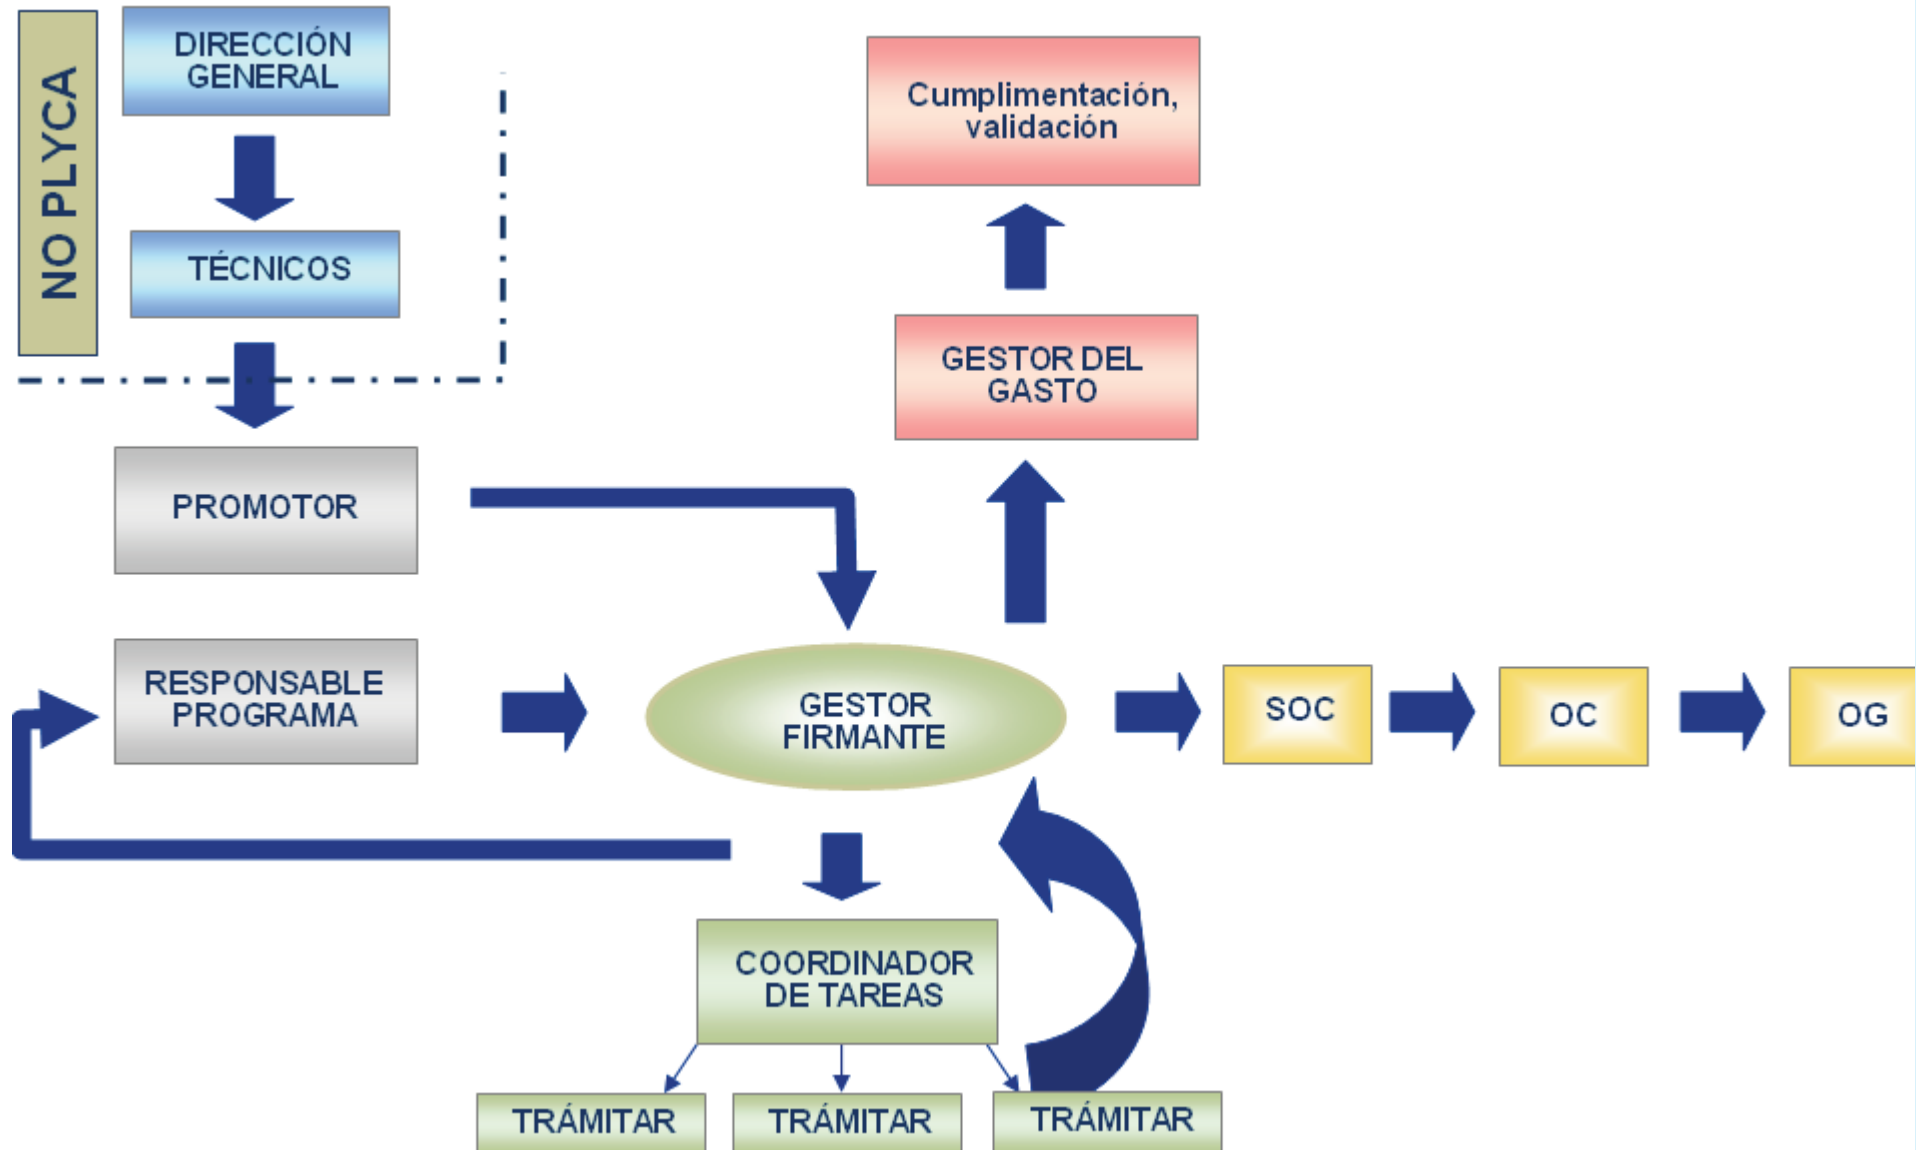 NO PLYCA
DIRECCIÓN
GENERAL
TÉCNICOS
Cumplimentación,
validación
GESTOR DEL
GASTO
PROMOTOR
RESPONSABLE
PROGRAMA
GESTOR
FIRMANTE
SOC
OC
OG
COORDINADOR
DE TAREAS
TRÁMITAR
TRÁMITAR
TRÁMITAR